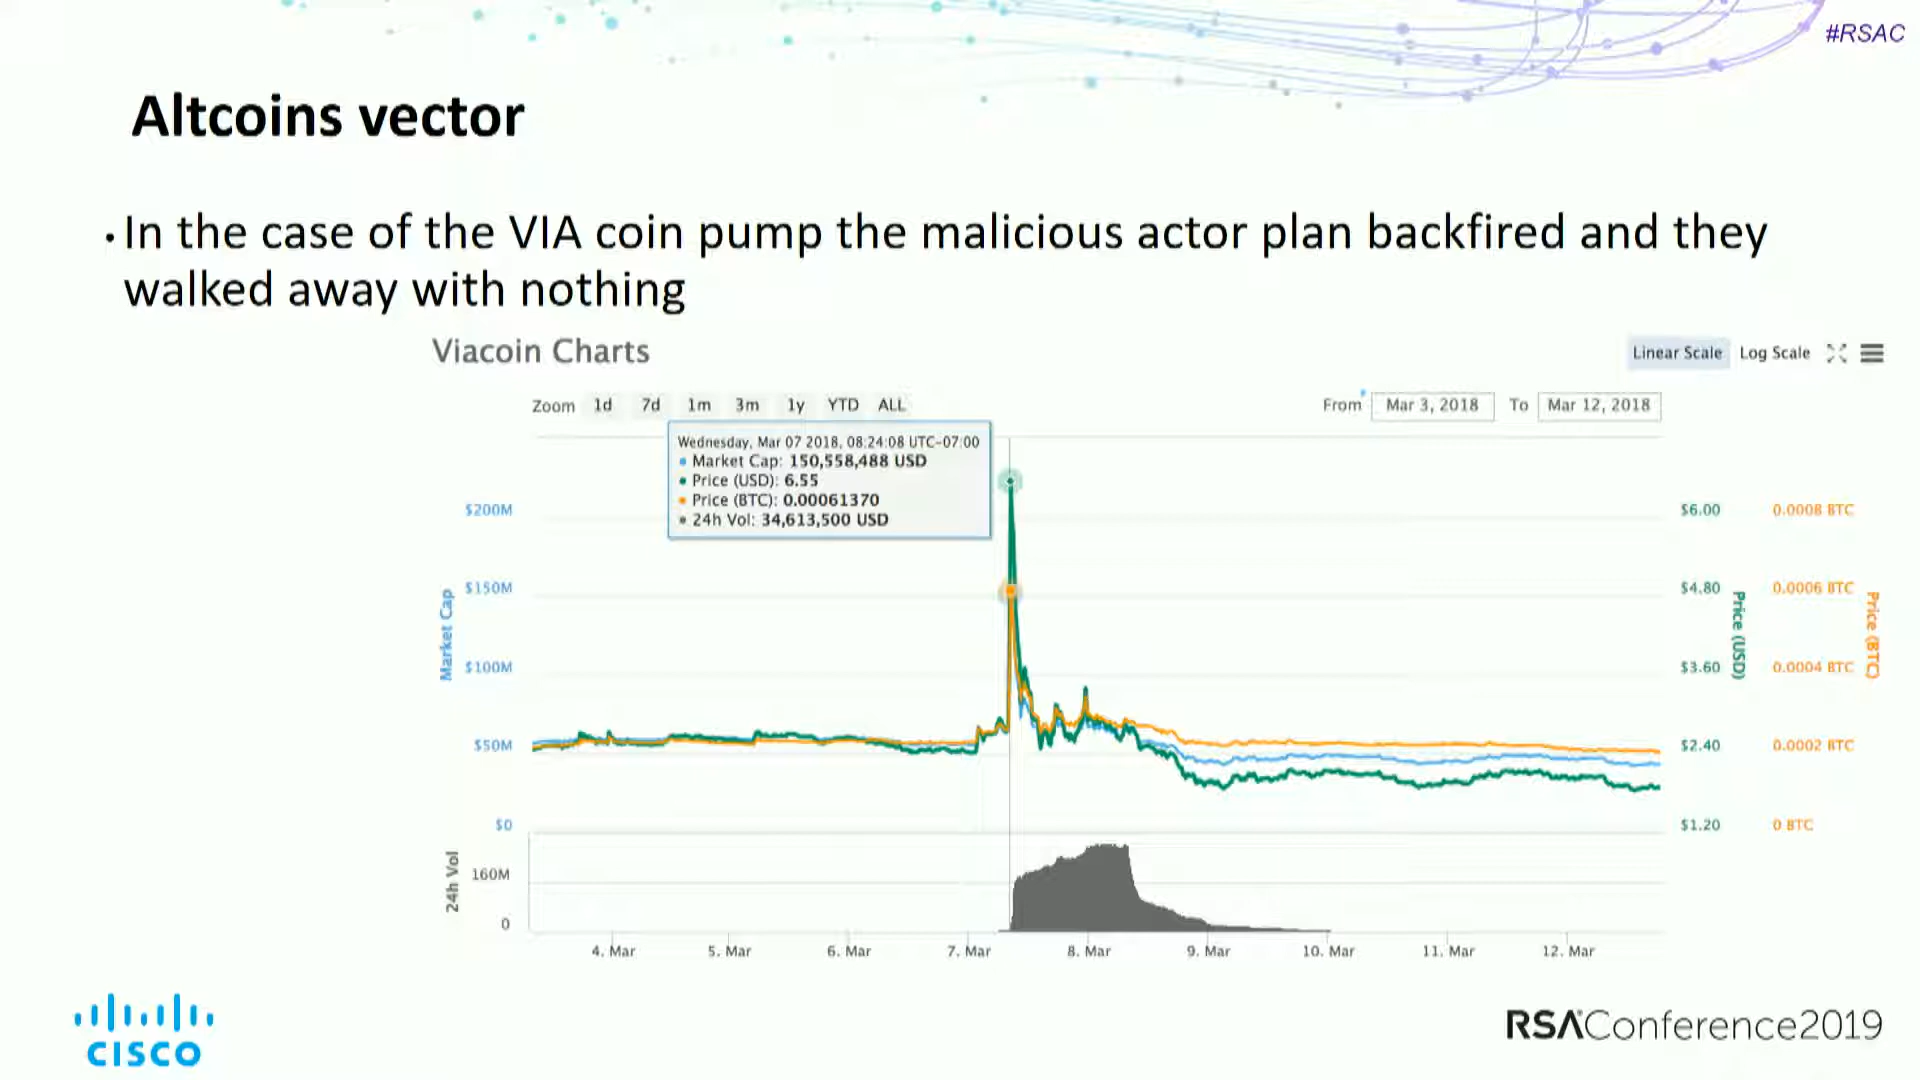 #RSAC
Altcoins vector
• In the case of the VIA coin pump the malicious actor plan backfired and they
walked away with nothing
Viacoin Charts
Linear Scale Log Scale
Zoom 1d 7d 1m 3m 1y YTD ALL
From Mar 3, 2018 To Mar 12, 2018
Wednesday, Mar 07 2018, 08:24:08 UTC-07:00
• Market Cap: 150,558,488 USD
• Price (USD): 6.55
• Price (BTC): 0.00061370
• 24h Vol: 34,613,500 USD
$200M $6.00 0.0008 BTC
$150M $4.80 0.0006 BTC
Market Cap
Price (USD)
Price (BTC)
$100M $3.60 0.0004 BTC
$50M $2.40 0.0002 BTC
$0 $1.20 0 BTC
24h Vol
160M
0
4. Mar 5. Mar 6. Mar 7. Mar 8. Mar 9. Mar 10. Mar 11. Mar 12. Mar
CISCO
RSAConference2019